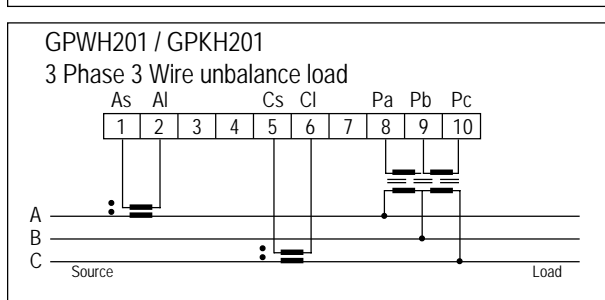 GPWH201 / GPKH201
3 Phase 3 Wire unbalance load
As Al Cs Cl Pa Pb Pc
1 2 3 4 5 6 7 8 9 10
A
B
C
Source Load